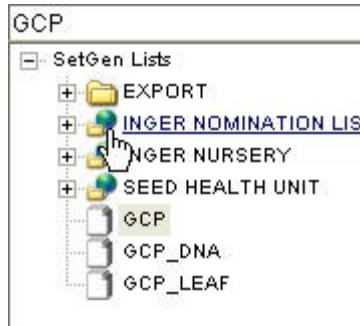 GCP
SetGen Lists
EXPORT
INGER NOMINATION LIS
NGER NURSERY
SEED HEALTH UNIT
GCP
GCP_DNA
GCP_LEAF